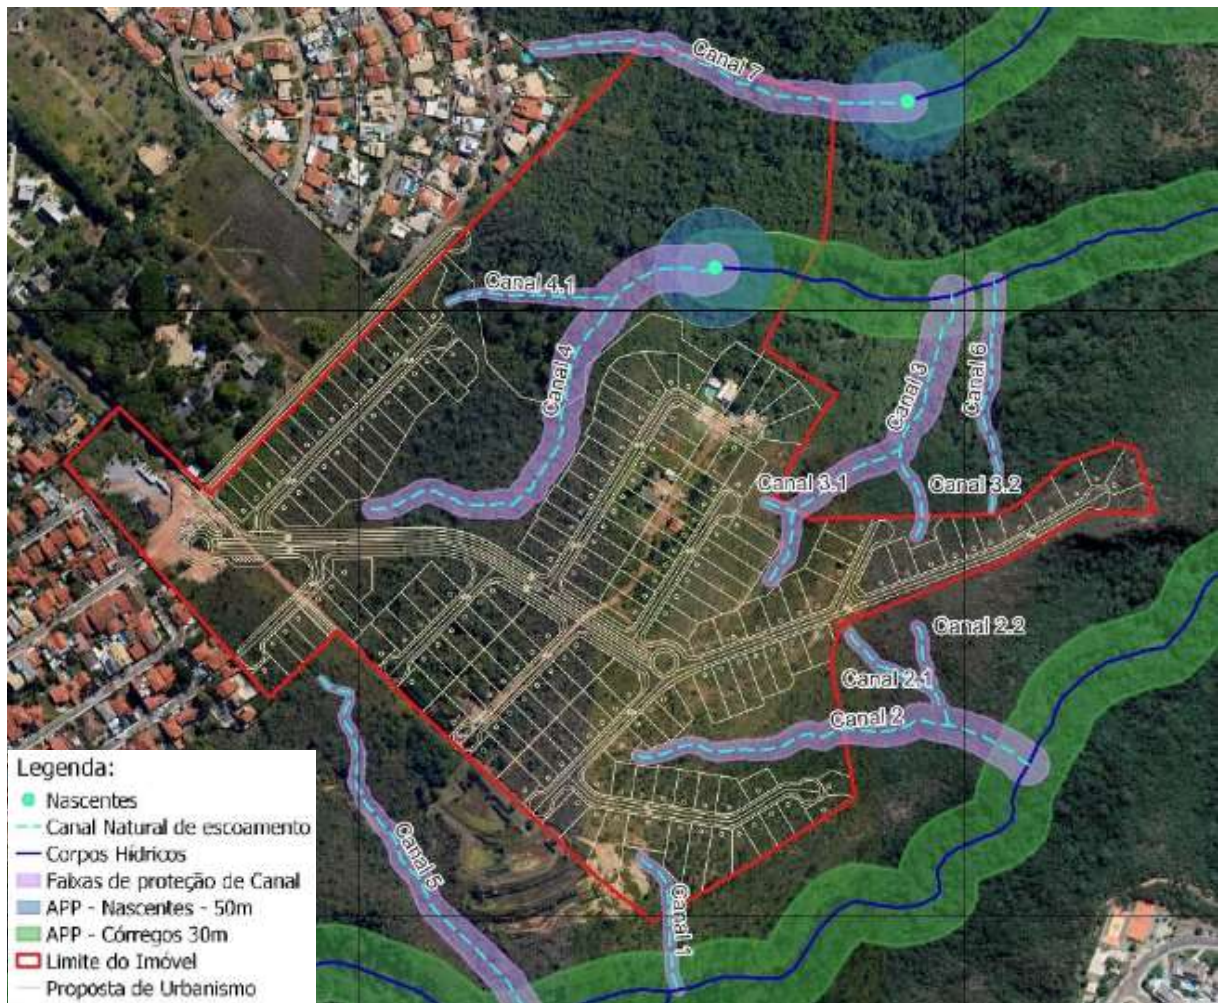 Canal 7
Canal 4.1
Canal 4
Canal 3
Canal 6
Canal 3.1
Canal 3.2
Canal 2.2
Canal 2.1
Canal 2
Canal 5
Canal 1
Legenda:
Nascentes
Canal Natural de escoamento
Corpos Hídricos
Faixas de proteção de Canal
APP - Nascentes - 50m
APP - Córregos 30m
Limite do Imóvel
Proposta de Urbanismo